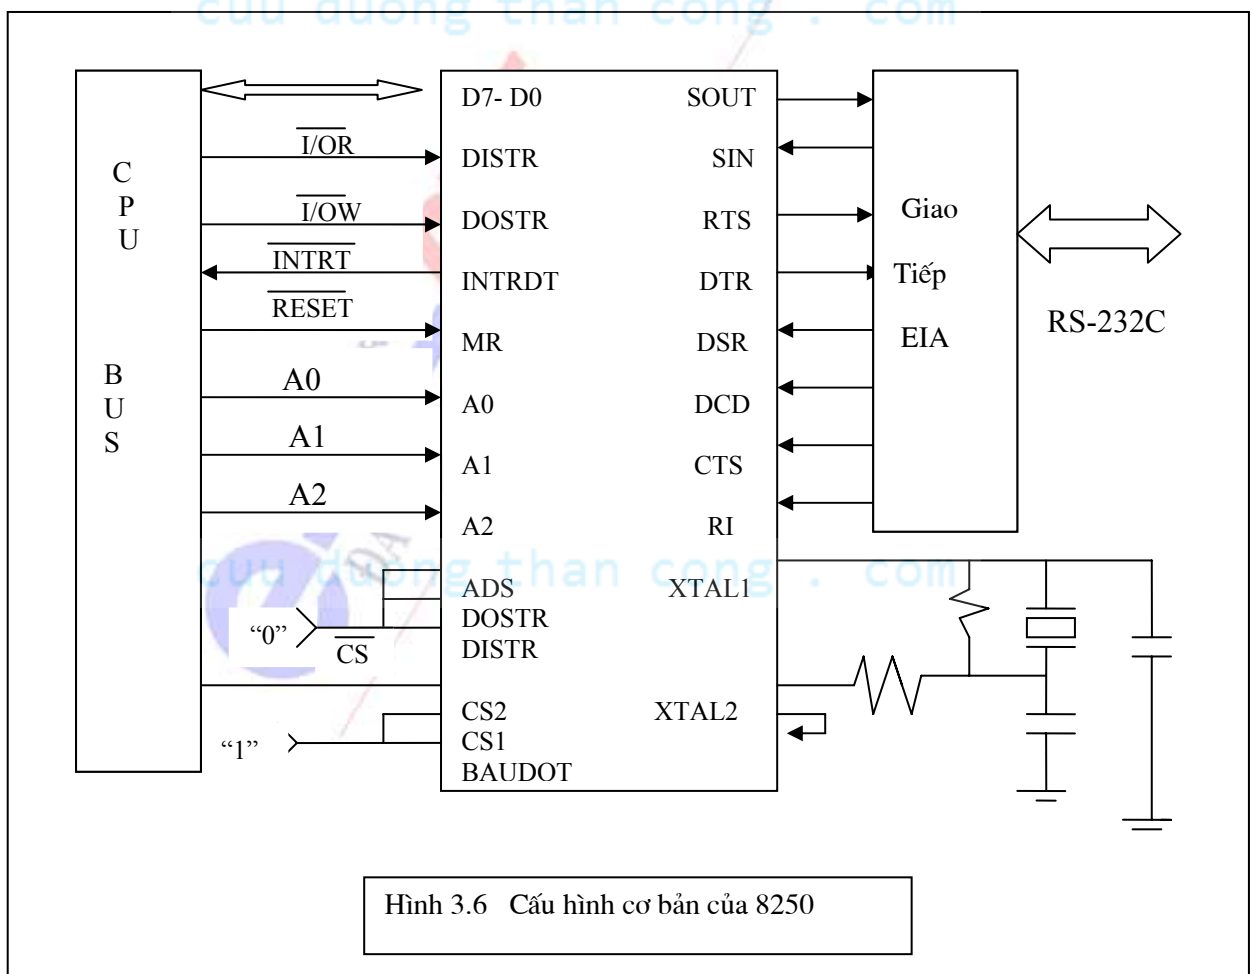 cuu duong than cong . com
D7- D0
SOUT
I/OR
DISTR
SIN
CPU
I/OW
DOSTR
RTS
Giao
INTRT
INTRDT
DTR
Tiếp
RESET
MR
DSR
EIA
RS-232C
BUS
A0
A0
DCD
A1
A1
CTS
A2
A2
RI
cuu duong than cong . com
ADS
XTAL1
DOSTR
"0"
CS
DISTR
CS2
XTAL2
"1"
CS1
BAUDOT
Hình 3.6 Cấu hình cơ bản của 8250